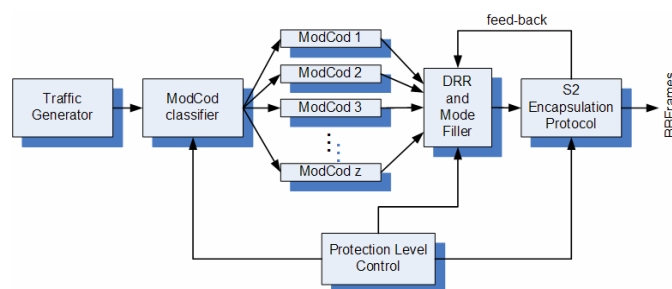 feed-back
Traffic
Generator
ModCod
classifier
ModCod 1
ModCod 2
ModCod 3
ModCod z
DRR
and
Mode
Filler
S2
Encapsulation
Protocol
BBFrames
Protection Level
Control